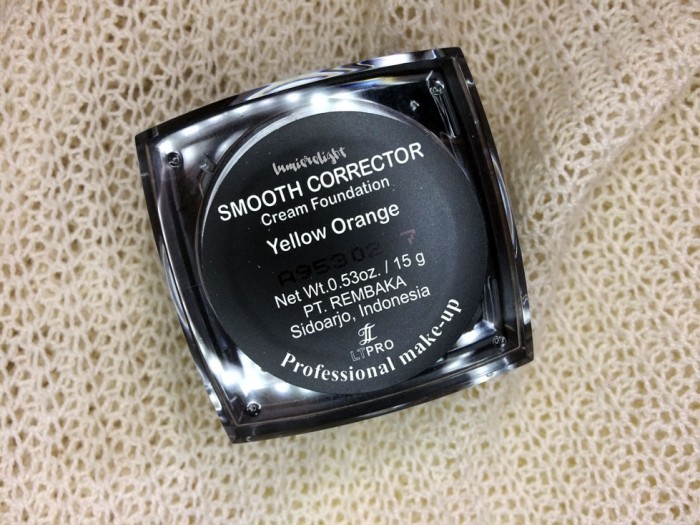 lumierelight
SMOOTH CORRECTOR
Cream Foundation
Yellow Orange
Net Wt.0.53oz. / 15 g
PT. REMBAKA
Sidoarjo, Indonesia
LTPRO
Professional make-up